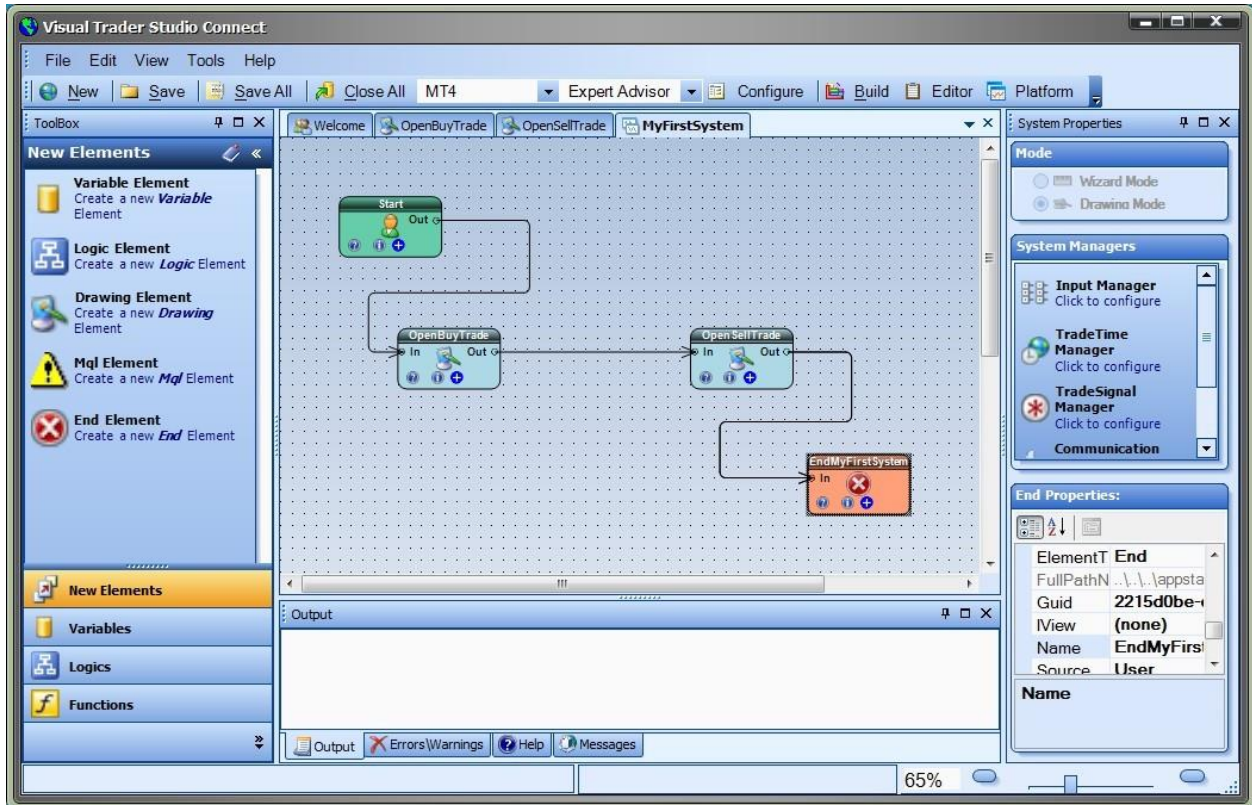 Visual Trader Studio Connect
File Edit View Tools Help
New Save Save All Close All MT4 Expert Advisor Configure Build Editor Platform
ToolBox
New Elements
Variable Element
Create a new Variable
Element
Logic Element
Create a new Logic Element
Drawing Element
Create a new Drawing
Element
Mql Element
Create a new Mql Element
End Element
Create a new End Element
New Elements
Variables
Logics
Functions
Welcome OpenBuyTrade OpenSellTrade MyFirstSystem
Start
Out
OpenBuyTrade
In Out
OpenSellTrade
In Out
EndMyFirstSystem
In
Output
Output Errors\Warnings Help Messages
System Properties
Mode
Wizard Mode
Drawing Mode
System Managers
Input Manager
Click to configure
TradeTime
Manager
Click to configure
TradeSignal
Manager
Click to configure
Communication
End Properties:
ElementT End
FullPathN ..\..\..\appsta
Guid 2215d0be-
IView (none)
Name EndMyFirs
Source User
Name
65%